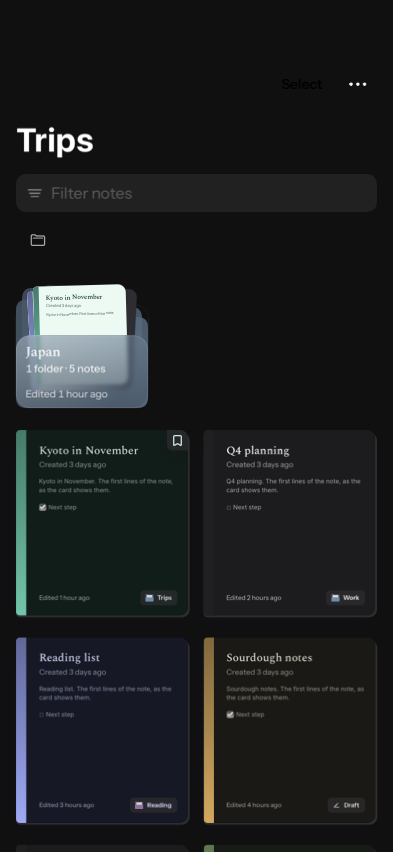 Select
Trips
Filter notes
Kyoto in November
Created 3 days ago
Japan
1 folder · 5 notes
Edited 1 hour ago
Kyoto in November
Created 3 days ago
Kyoto in November. The first lines of the note, as the card shows them.
Next step
Edited 1 hour ago
Trips
Q4 planning
Created 3 days ago
Q4 planning. The first lines of the note, as the card shows them.
Next step
Edited 2 hours ago
Work
Reading list
Created 3 days ago
Reading list. The first lines of the note, as the card shows them.
Next step
Edited 3 hours ago
Reading
Sourdough notes
Created 3 days ago
Sourdough notes. The first lines of the note, as the card shows them.
Next step
Edited 4 hours ago
Draft